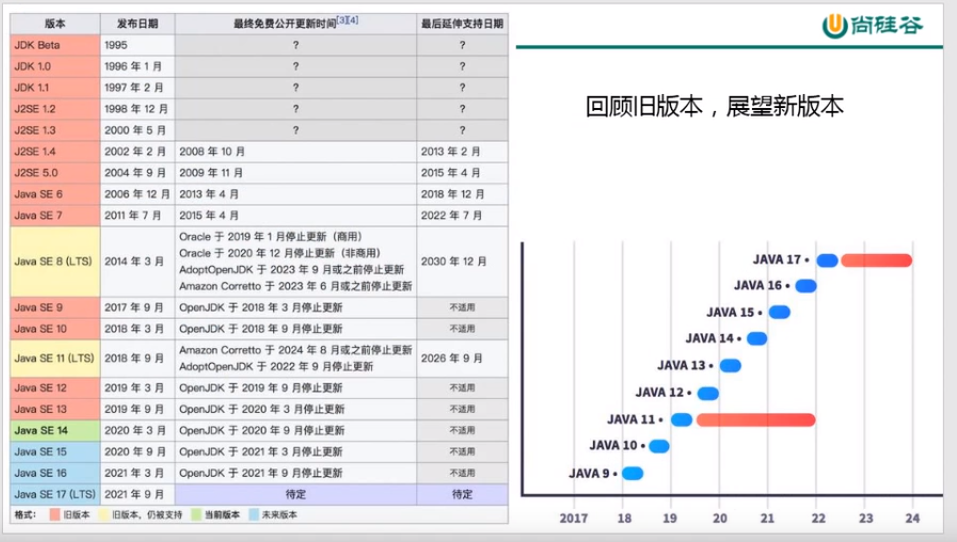 版本 发布日期 最终免费公开更新时间[3][4] 最后延伸支持日期
JDK Beta 1995 ? ?
JDK 1.0 1996 年 1 月 ? ?
JDK 1.1 1997 年 2 月 ? ?
J2SE 1.2 1998 年 12 月 ? ?
J2SE 1.3 2000 年 5 月 ? ?
J2SE 1.4 2002 年 2 月 2008 年 10 月 2013 年 2 月
J2SE 5.0 2004 年 9 月 2009 年 11 月 2015 年 4 月
Java SE 6 2006 年 12 月 2013 年 4 月 2018 年 12 月
Java SE 7 2011 年 7 月 2015 年 4 月 2022 年 7 月
Java SE 8 (LTS) 2014 年 3 月
Oracle 于 2019 年 1 月停止更新（商用）
Oracle 于 2020 年 12 月停止更新（非商用）
AdoptOpenJDK 于 2023 年 9 月或之前停止更新
Amazon Corretto 于 2023 年 6 月或之前停止更新
2030 年 12 月
Java SE 9 2017 年 9 月 OpenJDK 于 2018 年 3 月停止更新 不适用
Java SE 10 2018 年 3 月 OpenJDK 于 2018 年 9 月停止更新 不适用
Java SE 11 (LTS) 2018 年 9 月
Amazon Corretto 于 2024 年 8 月或之前停止更新
AdoptOpenJDK 于 2022 年 9 月停止更新
2026 年 9 月
Java SE 12 2019 年 3 月 OpenJDK 于 2019 年 9 月停止更新 不适用
Java SE 13 2019 年 9 月 OpenJDK 于 2020 年 3 月停止更新 不适用
Java SE 14 2020 年 3 月 OpenJDK 于 2020 年 9 月停止更新 不适用
Java SE 15 2020 年 9 月 OpenJDK 于 2021 年 3 月停止更新 不适用
Java SE 16 2021 年 3 月 OpenJDK 于 2021 年 9 月停止更新 不适用
Java SE 17 (LTS) 2021 年 9 月 待定 待定
格式： 旧版本 旧版本，仍被支持 当前版本 未来版本
尚硅谷
回顾旧版本，展望新版本
JAVA 17
JAVA 16
JAVA 15
JAVA 14
JAVA 13
JAVA 12
JAVA 11
JAVA 10
JAVA 9
2017 18 19 20 21 22 23 24